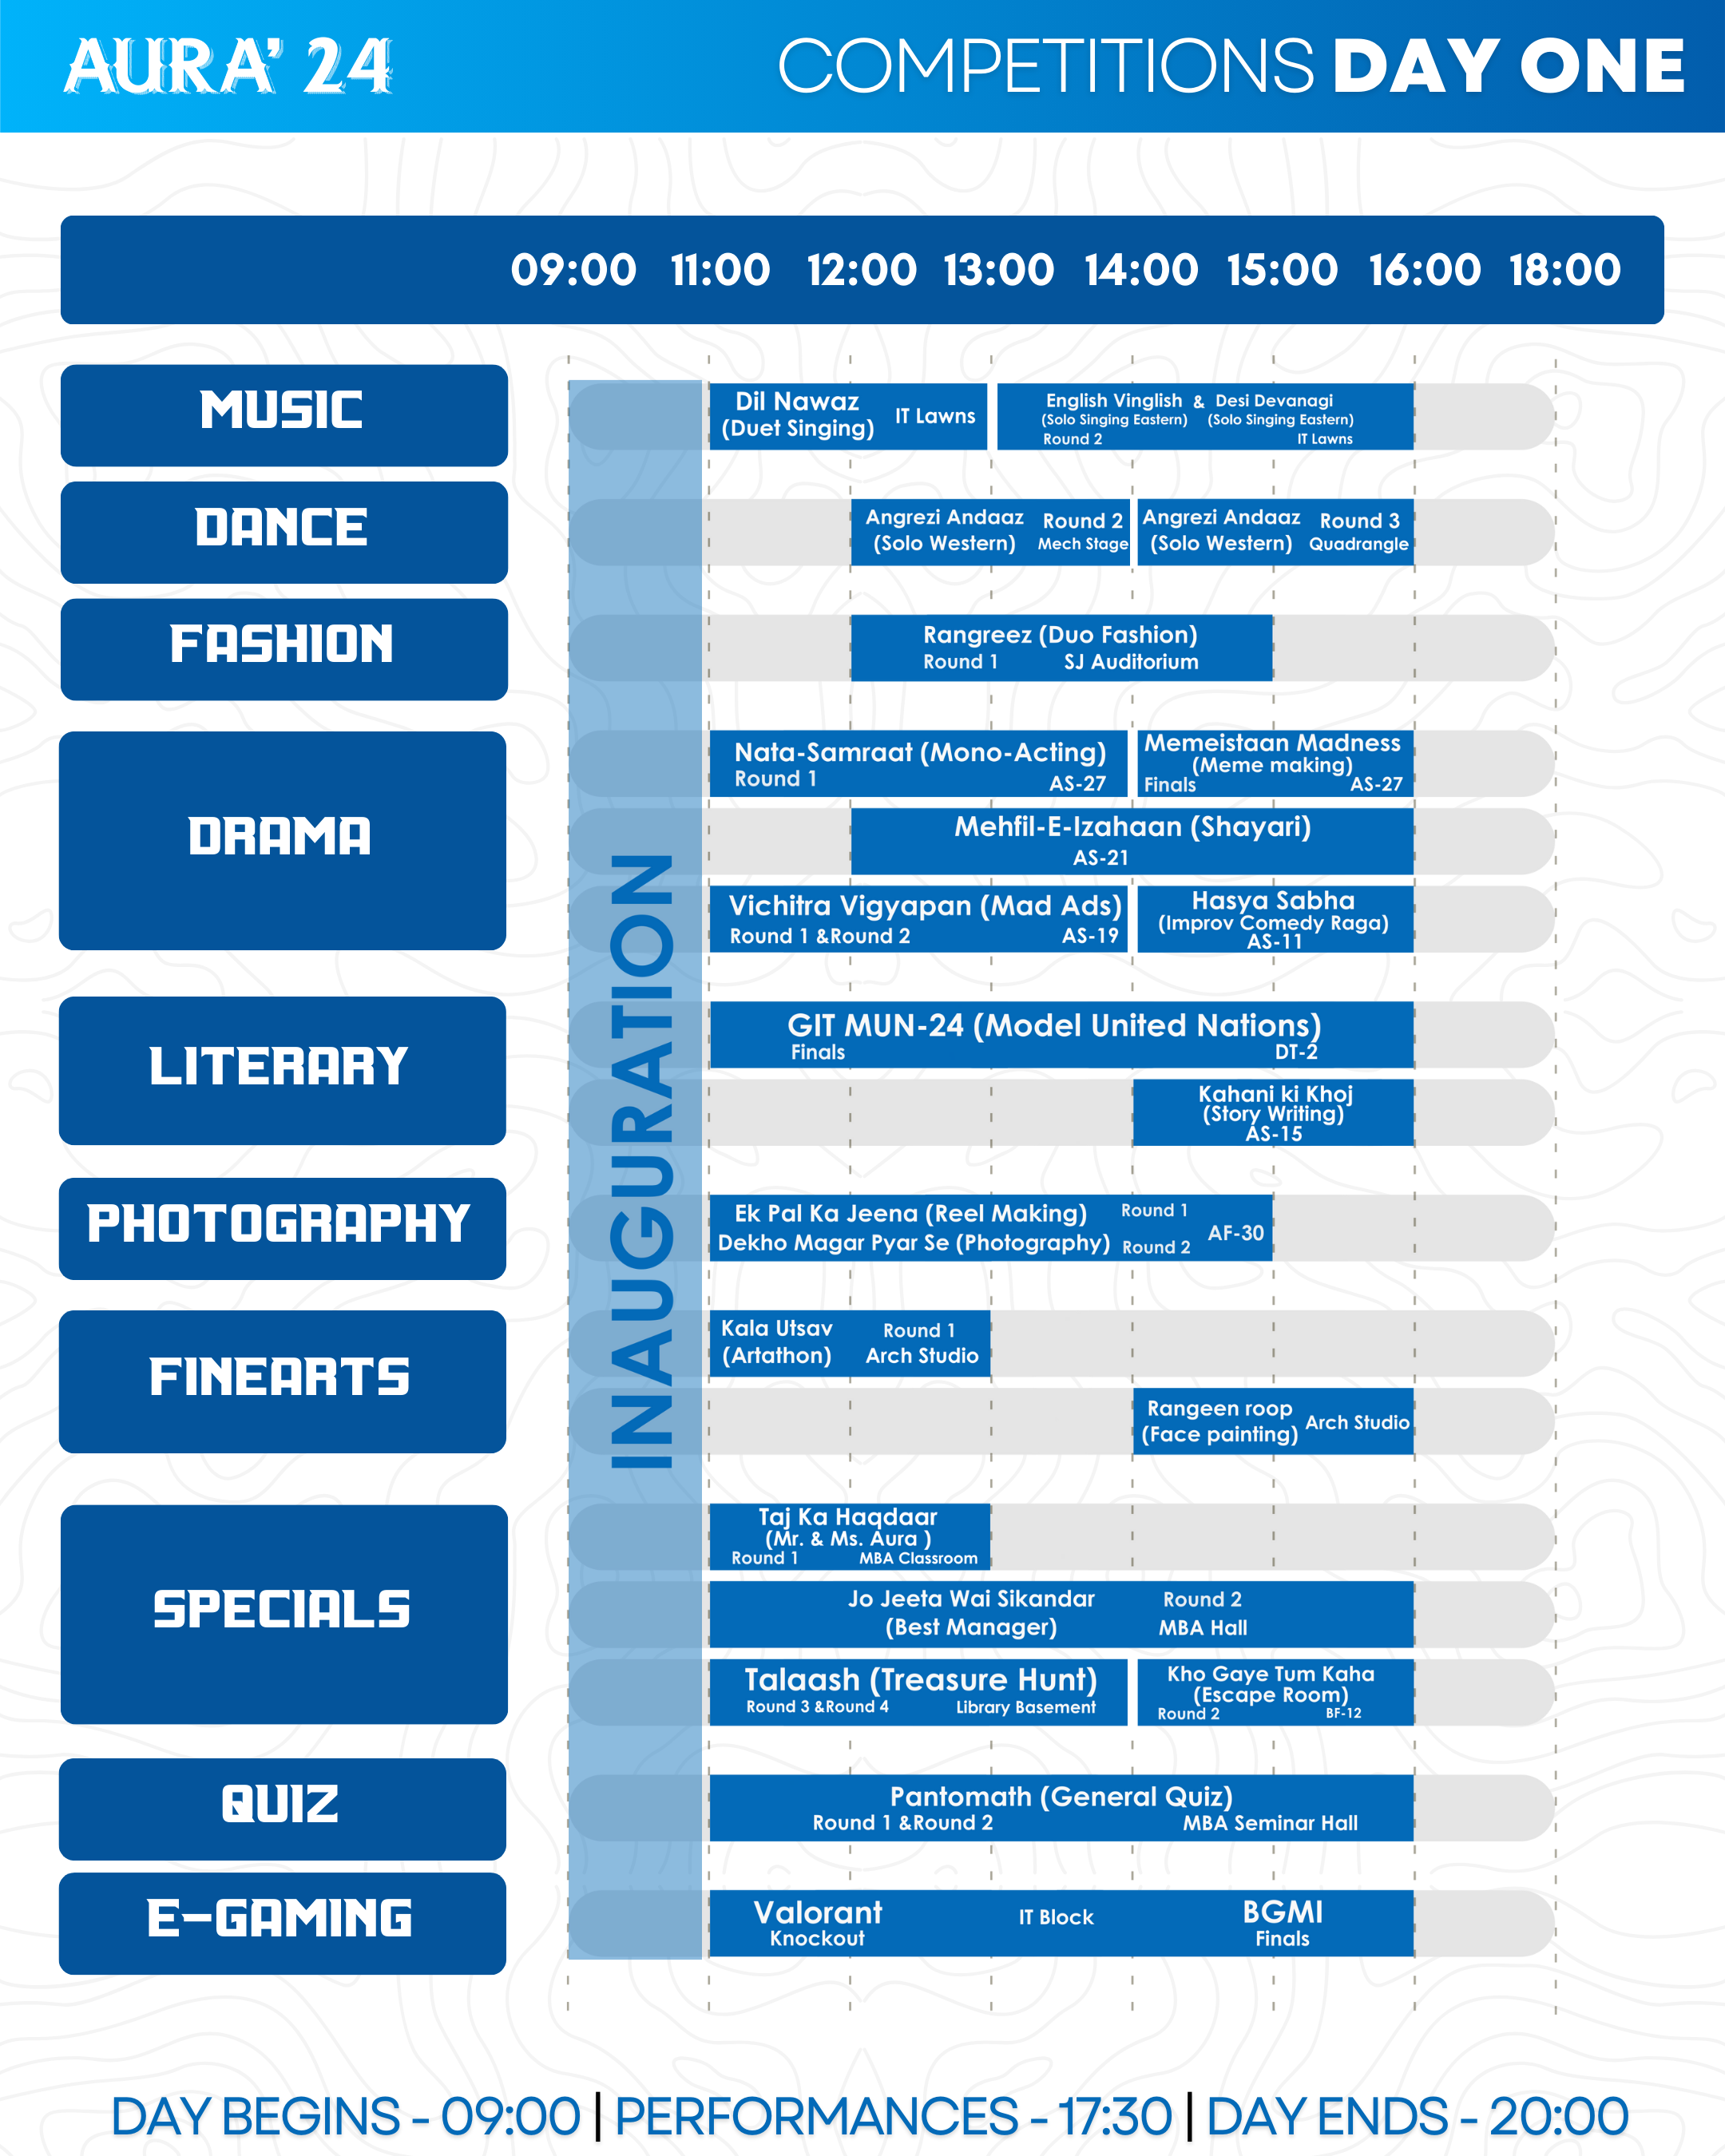 AURA' 24
COMPETITIONS DAY ONE
09:00 11:00 12:00 13:00 14:00 15:00 16:00 18:00
INAUGURATION
MUSIC
Dil Nawaz
(Duet Singing)
IT Lawns
English Vinglish & Desi Devanagi
(Solo Singing Eastern) (Solo Singing Eastern)
Round 2 IT Lawns
DANCE
Angrezi Andaaz Round 2
(Solo Western) Mech Stage
Angrezi Andaaz Round 3
(Solo Western) Quadrangle
FASHION
Rangreez (Duo Fashion)
Round 1 SJ Auditorium
DRAMA
Nata-Samraat (Mono-Acting)
Round 1 AS-27
Memeistaan Madness
(Meme making)
Finals AS-27
Mehfil-E-Izahaan (Shayari)
AS-21
Vichitra Vigyapan (Mad Ads)
Round 1 &Round 2 AS-19
Hasya Sabha
(Improv Comedy Raga)
AS-11
LITERARY
GIT MUN-24 (Model United Nations)
Finals DT-2
Kahani ki Khoj
(Story Writing)
AS-15
PHOTOGRAPHY
Ek Pal Ka Jeena (Reel Making) Round 1
Dekho Magar Pyar Se (Photography) Round 2
AF-30
FINEARTS
Kala Utsav Round 1
(Artathon) Arch Studio
Rangeen roop
(Face painting)
Arch Studio
SPECIALS
Taj Ka Haqdaar
(Mr. & Ms. Aura )
Round 1 MBA Classroom
Jo Jeeta Wai Sikandar Round 2
(Best Manager) MBA Hall
Talaash (Treasure Hunt)
Round 3 &Round 4 Library Basement
Kho Gaye Tum Kaha
(Escape Room)
Round 2 BF-12
QUIZ
Pantomath (General Quiz)
Round 1 &Round 2 MBA Seminar Hall
E-GAMING
Valorant
Knockout
IT Block
BGMI
Finals
DAY BEGINS - 09:00 | PERFORMANCES - 17:30 | DAY ENDS - 20:00